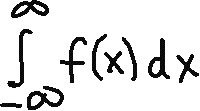 ∫_{-∞}^{∞} f(x) dx